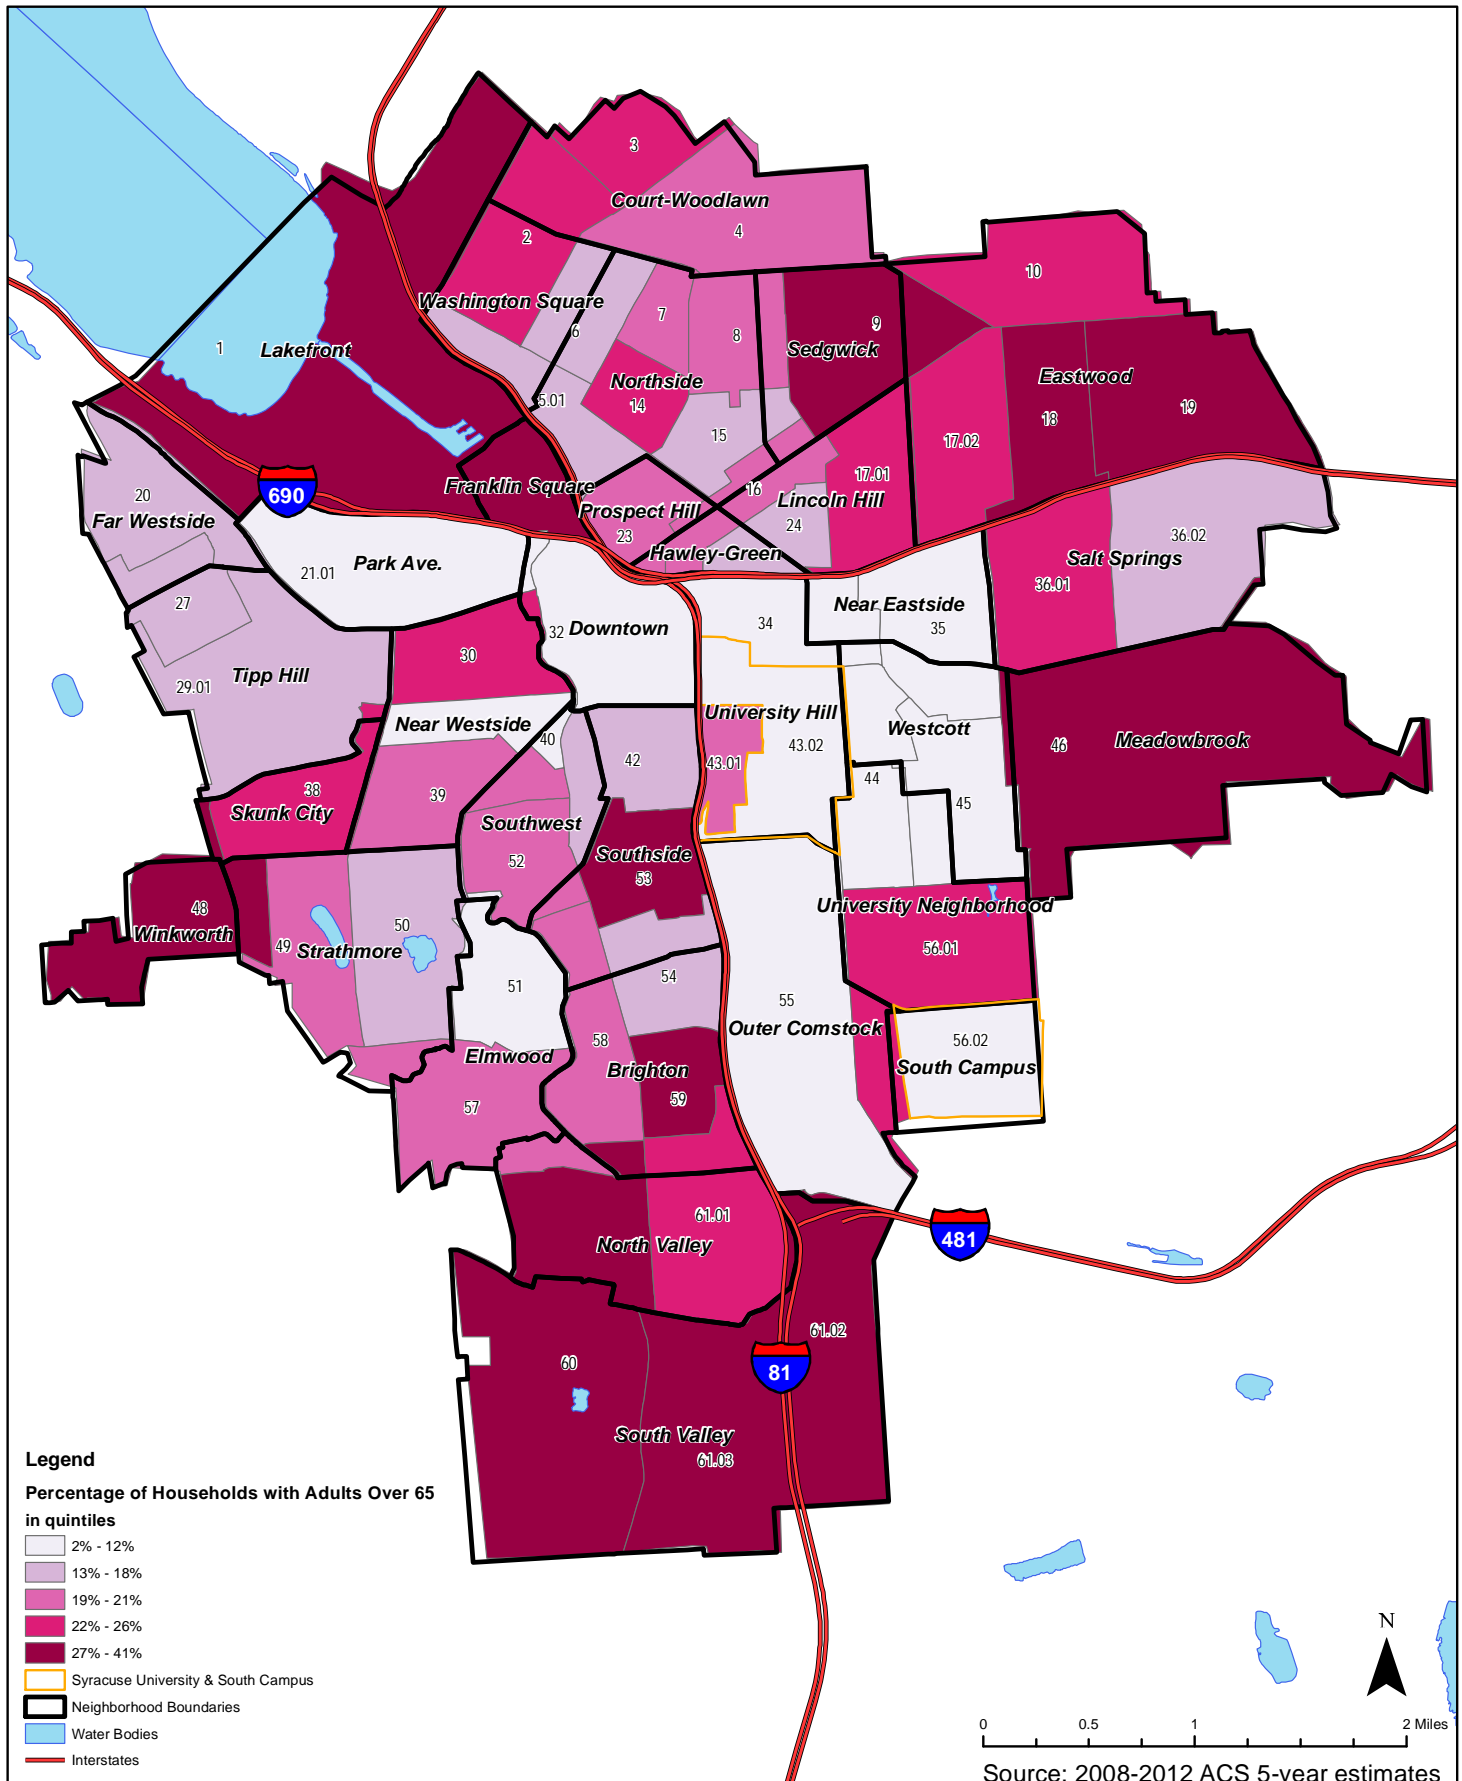 3
Court-Woodlawn
4
2
10
Washington Square
6
7
8
9
1
Lakefront
Sedgwick
Northside
Eastwood
5.01
14
15
18
19
17.02
20
Far Westside
690
Franklin Square
16
17.01
Lincoln Hill
Prospect Hill
23
24
Hawley-Green
36.02
Salt Springs
36.01
21.01
Park Ave.
27
Near Eastside
35
34
32
Downtown
30
Tipp Hill
29.01
Near Westside
40
University Hill
43.02
Westcott
46
Meadowbrook
42
43.01
44
45
38
Skunk City
39
Southwest
52
Southside
53
48
Winkworth
49
Strathmore
50
University Neighborhood
56.01
51
54
55
Outer Comstock
56.02
South Campus
Elmwood
58
Brighton
59
57
61.01
North Valley
481
61.02
60
81
South Valley
61.03
Legend
Percentage of Households with Adults Over 65
in quintiles
2% - 12%
13% - 18%
19% - 21%
22% - 26%
27% - 41%
Syracuse University & South Campus
Neighborhood Boundaries
Water Bodies
Interstates
N
0 0.5 1 2 Miles
Source: 2008-2012 ACS 5-year estimates